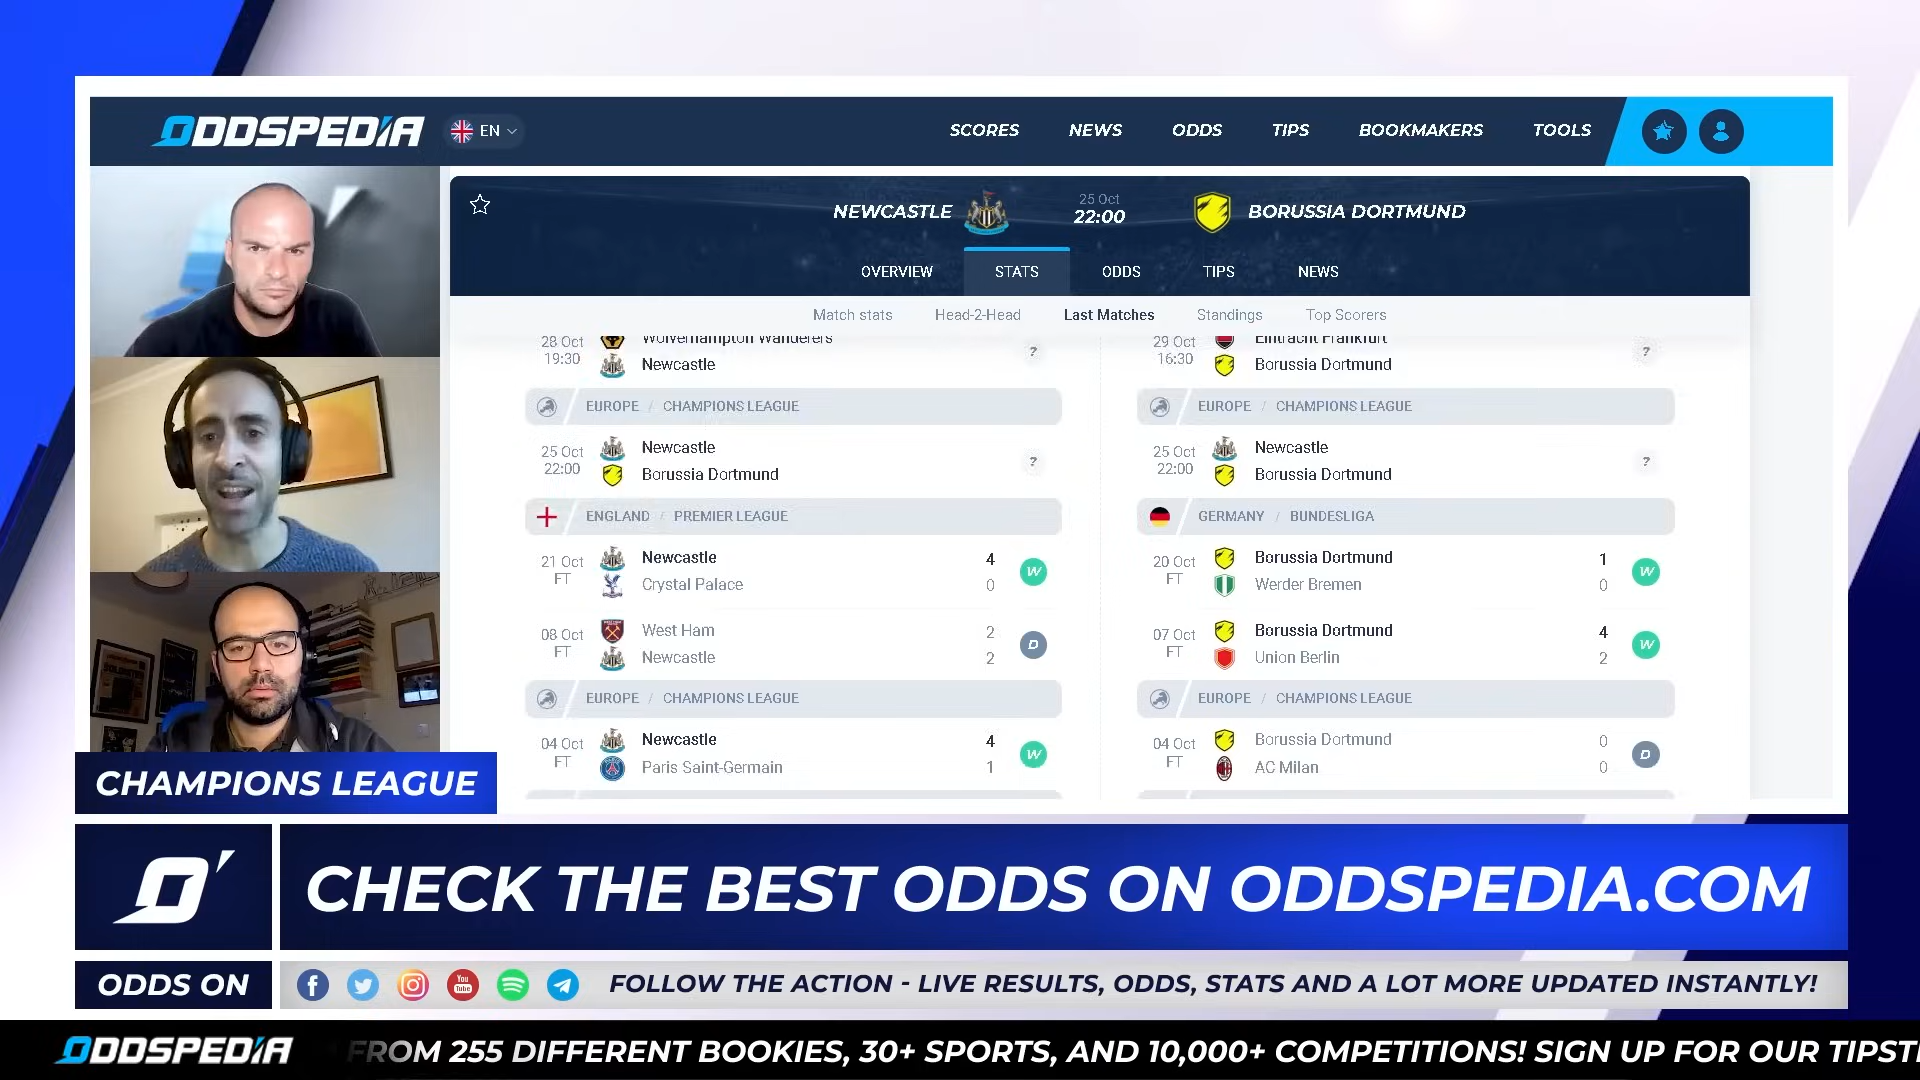 ODDSPEDIA
EN
SCORES
NEWS
ODDS
TIPS
BOOKMAKERS
TOOLS
NEWCASTLE
25 Oct
22:00
BORUSSIA DORTMUND
OVERVIEW
STATS
ODDS
TIPS
NEWS
Match stats
Head-2-Head
Last Matches
Standings
Top Scorers
28 Oct
19:30
Wolverhampton Wanderers
Newcastle
?
EUROPE / CHAMPIONS LEAGUE
25 Oct
22:00
Newcastle
Borussia Dortmund
?
ENGLAND / PREMIER LEAGUE
21 Oct
FT
Newcastle 4
Crystal Palace 0
W
08 Oct
FT
West Ham 2
Newcastle 2
D
EUROPE / CHAMPIONS LEAGUE
04 Oct
FT
Newcastle 4
Paris Saint-Germain 1
W
29 Oct
16:30
Eintracht Frankfurt
Borussia Dortmund
?
EUROPE / CHAMPIONS LEAGUE
25 Oct
22:00
Newcastle
Borussia Dortmund
?
GERMANY / BUNDESLIGA
20 Oct
FT
Borussia Dortmund 1
Werder Bremen 0
W
07 Oct
FT
Borussia Dortmund 4
Union Berlin 2
W
EUROPE / CHAMPIONS LEAGUE
04 Oct
FT
Borussia Dortmund 0
AC Milan 0
D
CHAMPIONS LEAGUE
CHECK THE BEST ODDS ON ODDSPEDIA.COM
ODDS ON
You
Tube
FOLLOW THE ACTION - LIVE RESULTS, ODDS, STATS AND A LOT MORE UPDATED INSTANTLY!
ODDSPEDIA
FROM 255 DIFFERENT BOOKIES, 30+ SPORTS, AND 10,000+ COMPETITIONS! SIGN UP FOR OUR TIPST